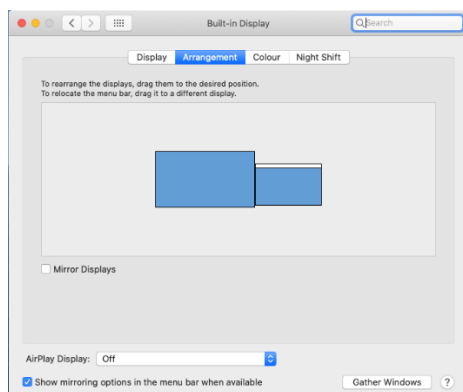 Built-in Display
Search
Display Arrangement Colour Night Shift
To rearrange the displays, drag them to the desired position.
To relocate the menu bar, drag it to a different display.
Mirror Displays
AirPlay Display: Off
Show mirroring options in the menu bar when available
Gather Windows ?